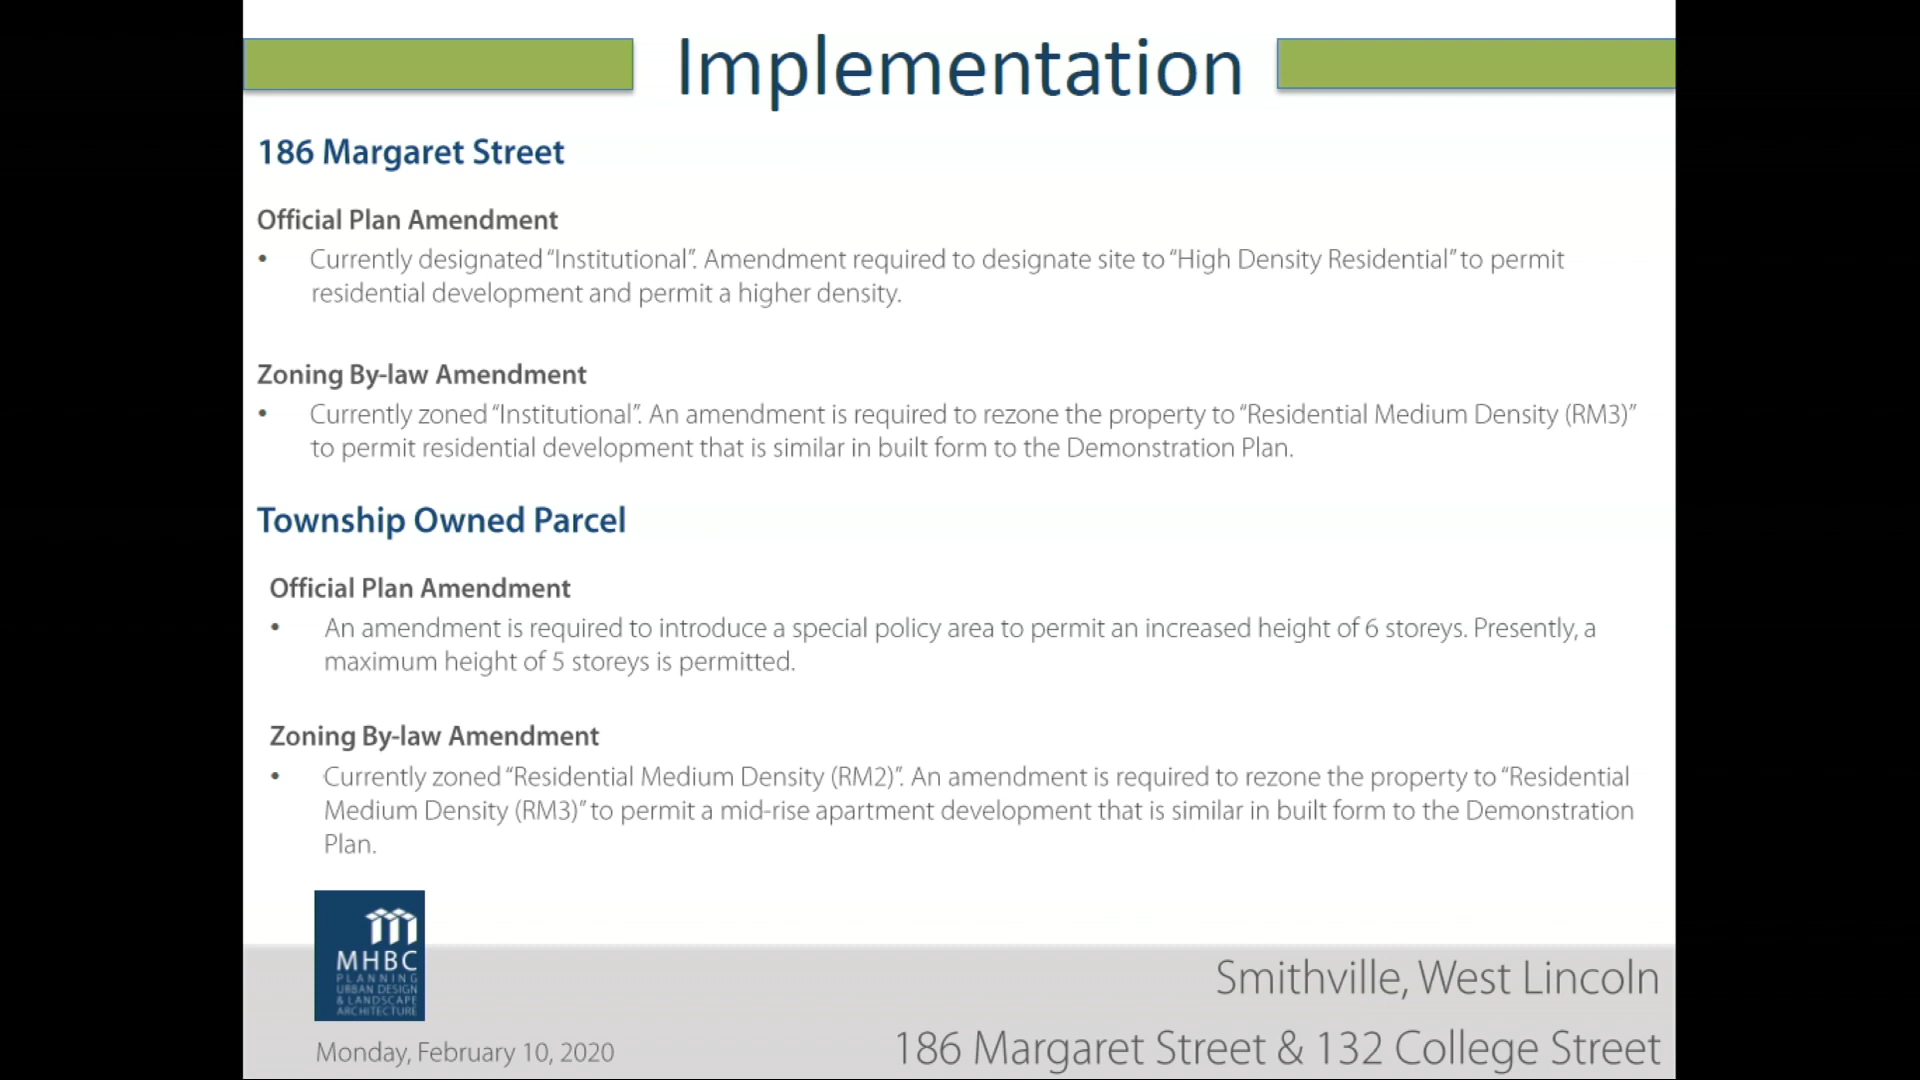 Implementation
186 Margaret Street
Official Plan Amendment
• Currently designated “Institutional”. Amendment required to designate site to “High Density Residential” to permit
residential development and permit a higher density.
Zoning By-law Amendment
• Currently zoned “Institutional”. An amendment is required to rezone the property to “Residential Medium Density (RM3)”
to permit residential development that is similar in built form to the Demonstration Plan.
Township Owned Parcel
Official Plan Amendment
• An amendment is required to introduce a special policy area to permit an increased height of 6 storeys. Presently, a
maximum height of 5 storeys is permitted.
Zoning By-law Amendment
• Currently zoned “Residential Medium Density (RM2)”. An amendment is required to rezone the property to “Residential
Medium Density (RM3)” to permit a mid-rise apartment development that is similar in built form to the Demonstration
Plan.
MHBC
PLANNING
URBAN DESIGN
& LANDSCAPE
ARCHITECTURE
Monday, February 10, 2020
Smithville, West Lincoln
186 Margaret Street & 132 College Street